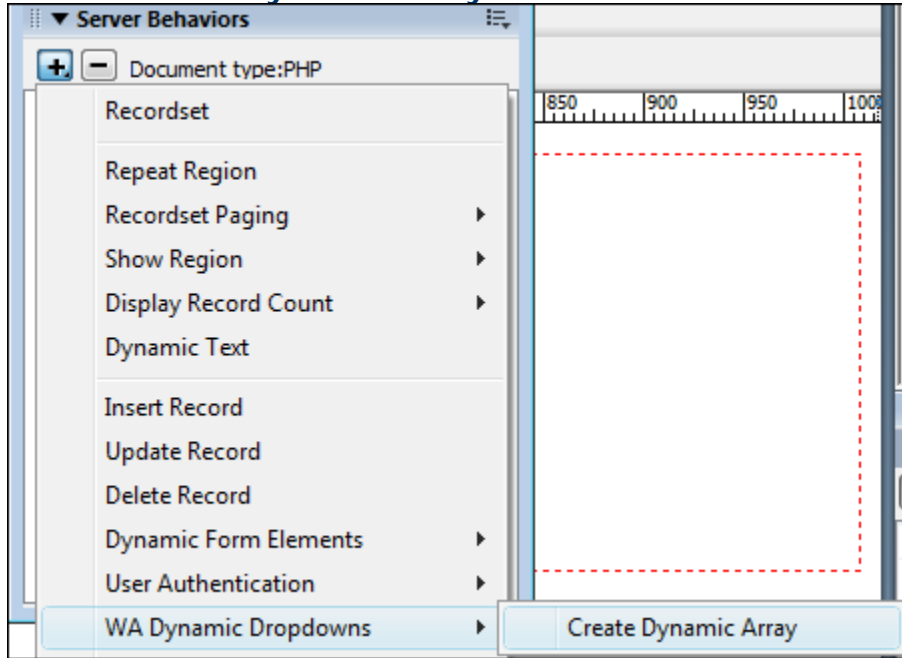 Server Behaviors
Document type:PHP
Recordset
850 900 950 100
Repeat Region
Recordset Paging
Show Region
Display Record Count
Dynamic Text
Insert Record
Update Record
Delete Record
Dynamic Form Elements
User Authentication
WA Dynamic Dropdowns
Create Dynamic Array